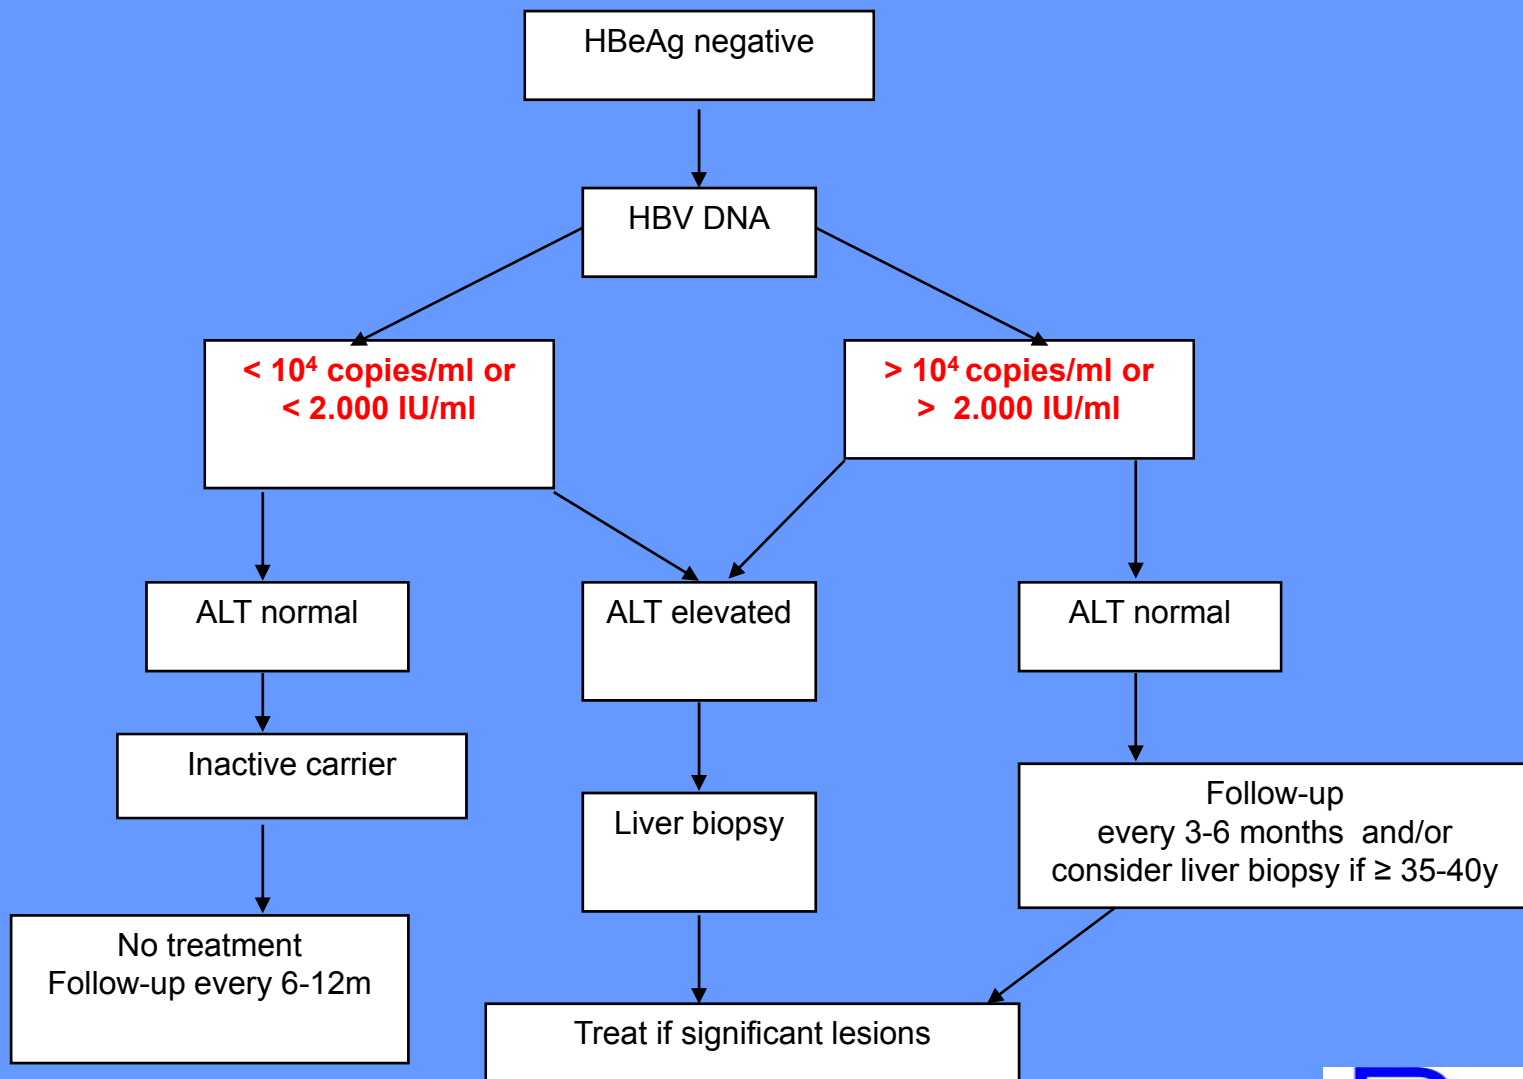 HBeAg negative
HBV DNA
< 10⁴ copies/ml or
< 2.000 IU/ml
> 10⁴ copies/ml or
> 2.000 IU/ml
ALT normal
ALT elevated
ALT normal
Inactive carrier
Liver biopsy
Follow-up
every 3-6 months and/or
consider liver biopsy if ≥ 35-40y
No treatment
Follow-up every 6-12m
Treat if significant lesions